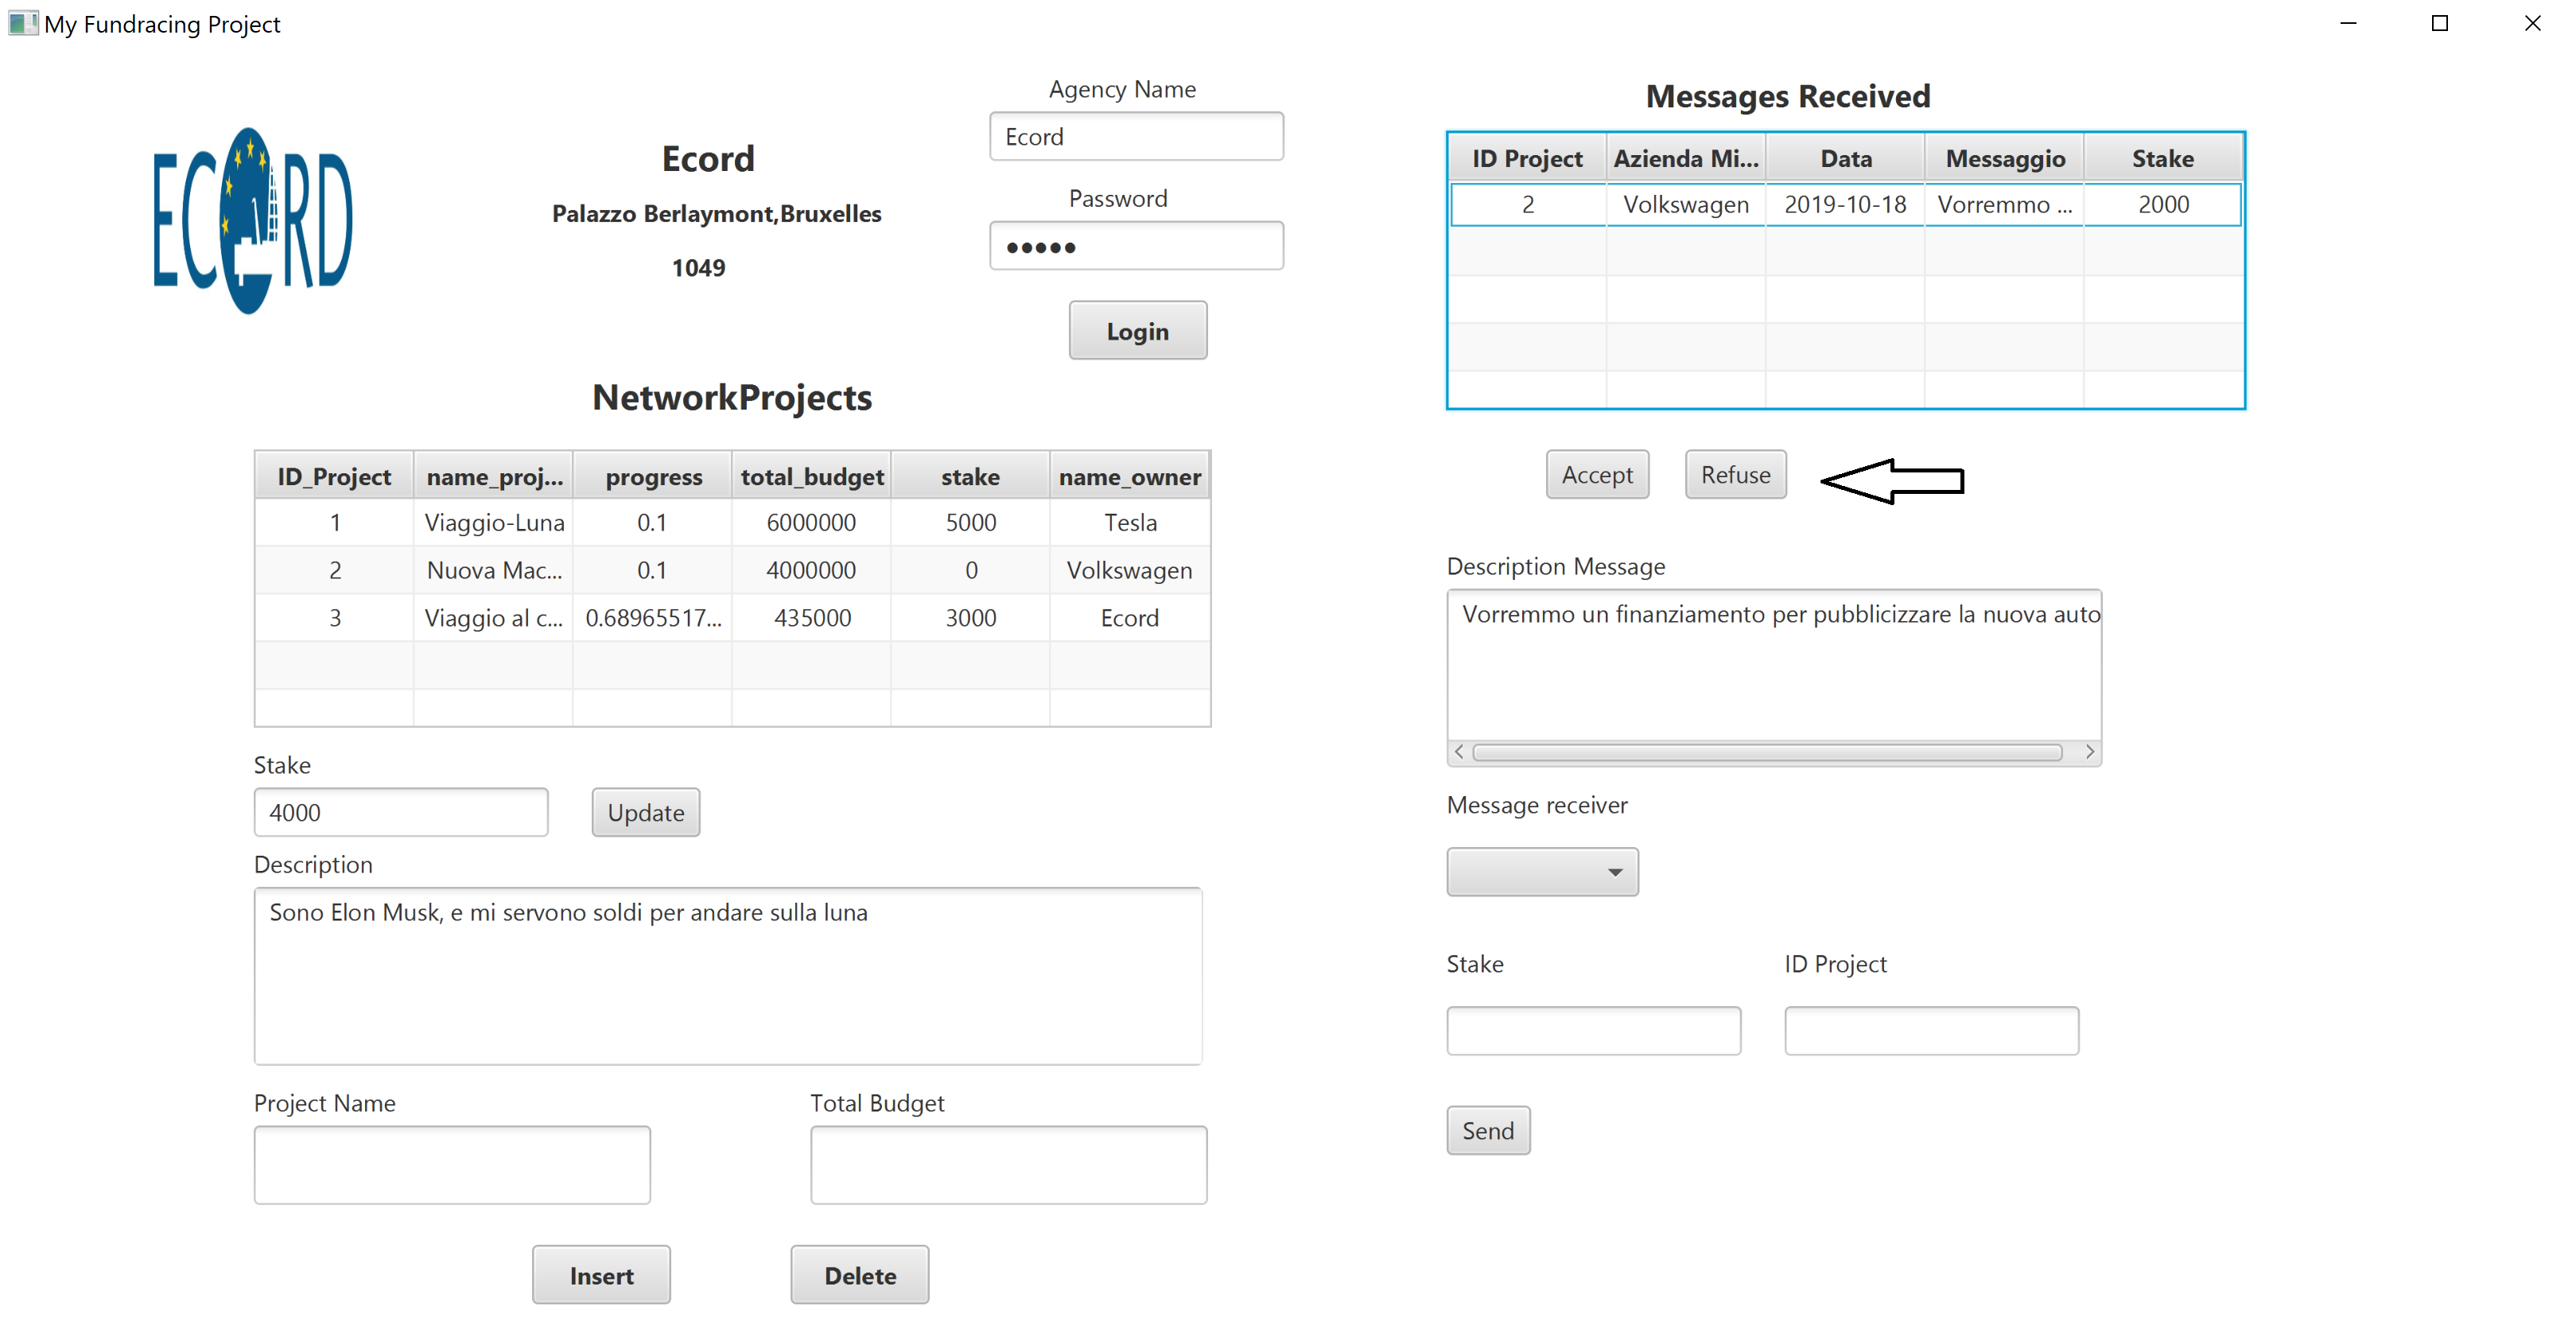 My Fundracing Project
ECORD
Ecord
Palazzo Berlaymont,Bruxelles
1049
Agency Name
Ecord
Password
●●●●●
Login
NetworkProjects
ID_Project name_proj... progress total_budget stake name_owner
1 Viaggio-Luna 0.1 6000000 5000 Tesla
2 Nuova Mac... 0.1 4000000 0 Volkswagen
3 Viaggio al c... 0.68965517... 435000 3000 Ecord
Stake
4000 Update
Description
Sono Elon Musk, e mi servono soldi per andare sulla luna
Project Name Total Budget
Insert Delete
Messages Received
ID Project Azienda Mi... Data Messaggio Stake
2 Volkswagen 2019-10-18 Vorremmo ... 2000
Accept Refuse
Description Message
Vorremmo un finanziamento per pubblicizzare la nuova auto
Message receiver
Stake ID Project
Send